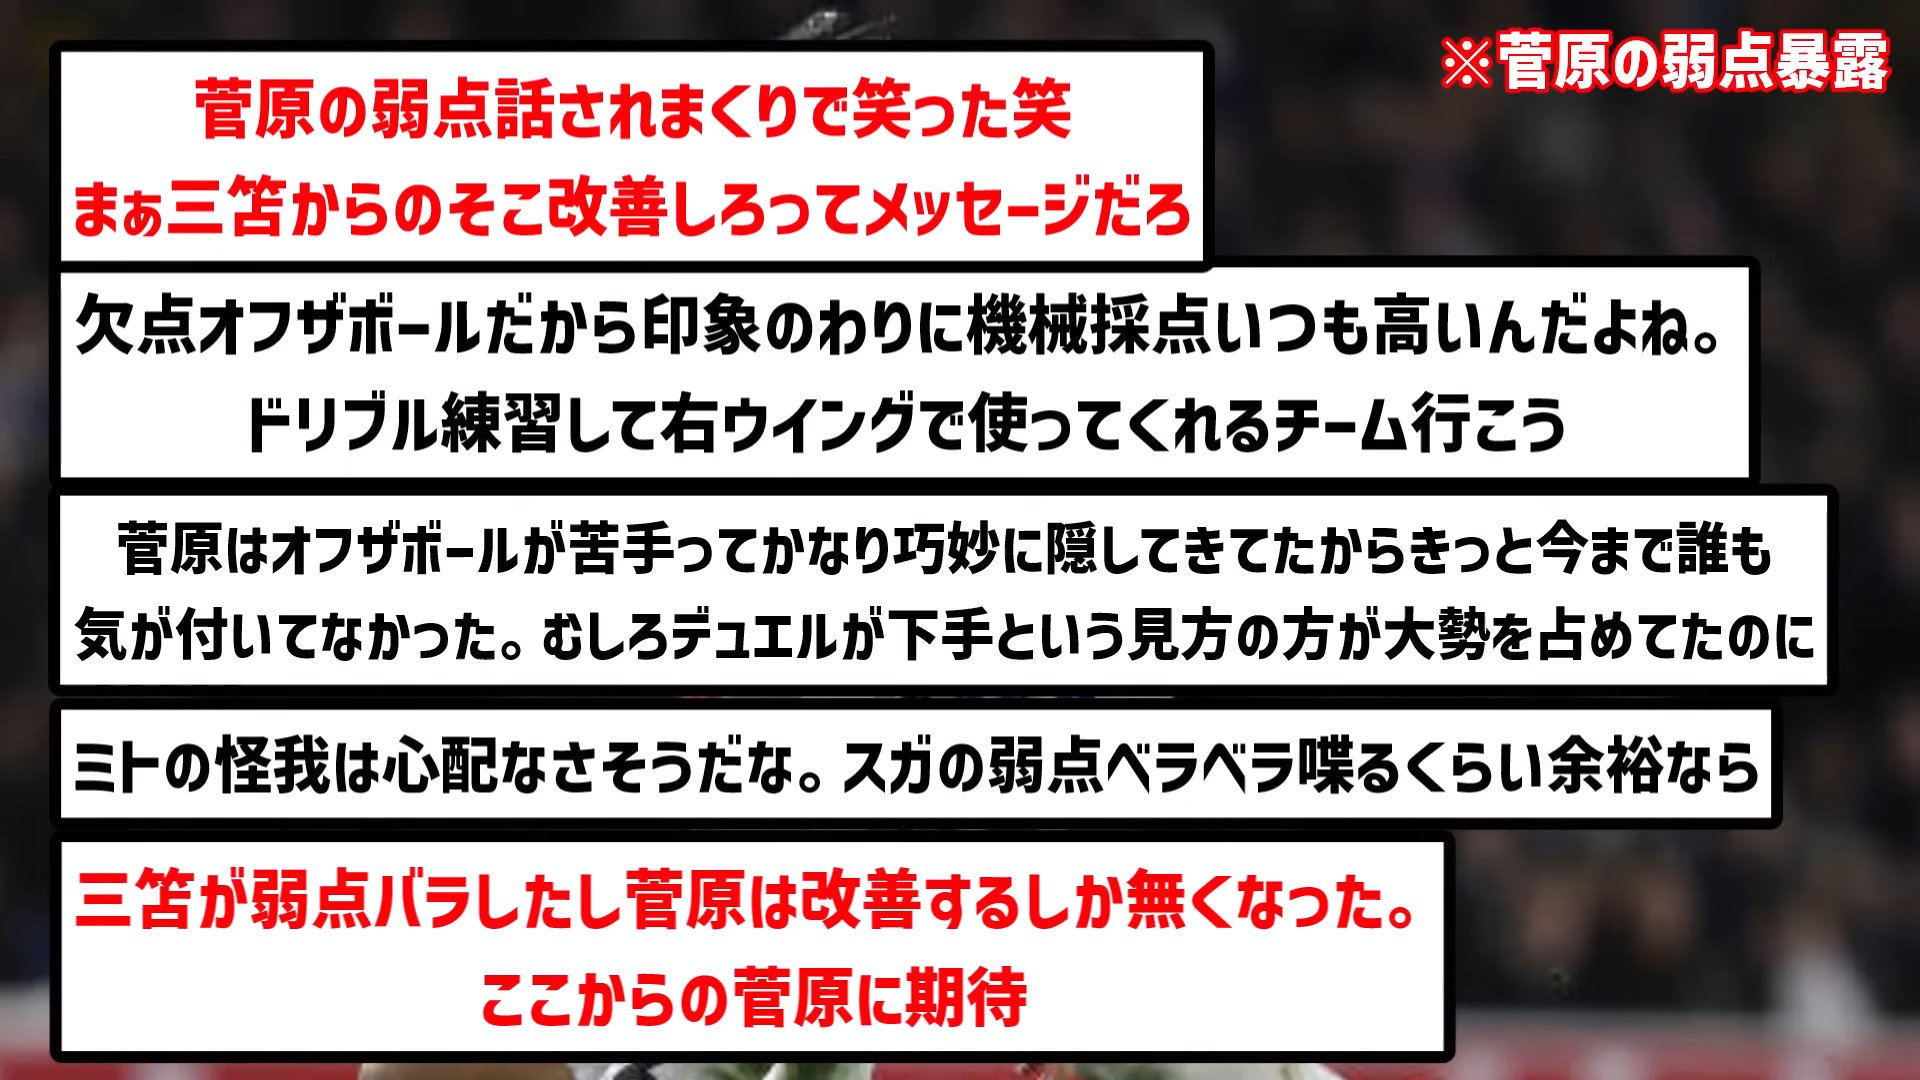 ※菅原の弱点暴露
菅原の弱点話されまくりで笑った笑
まぁ三笘からのそこ改善しろってメッセージだろ
欠点オフザボールだから印象のわりに機械採点いつも高いんだよね。
ドリブル練習して右ウイングで使ってくれるチーム行こう
菅原はオフザボールが苦手ってかなり巧妙に隠してきてたからきっと今まで誰も
気が付いてなかった。むしろデュエルが下手という見方の方が大勢を占めてたのに
ミトの怪我は心配なさそうだな。スガの弱点ベラベラ喋るくらい余裕なら
三笘が弱点バラしたし菅原は改善するしか無くなった。
ここからの菅原に期待